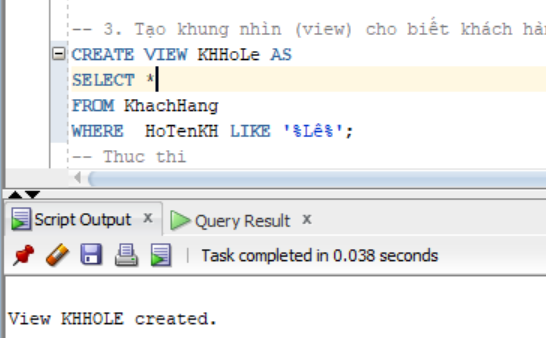 -- 3. Tạo khung nhìn (view) cho biết khách
CREATE VIEW KHHoLe AS
SELECT *
FROM KhachHang
WHERE HoTenKH LIKE '%Lê%';
-- Thuc thi
Script Output x Query Result x
Task completed in 0.038 seconds
View KHHOLE created.